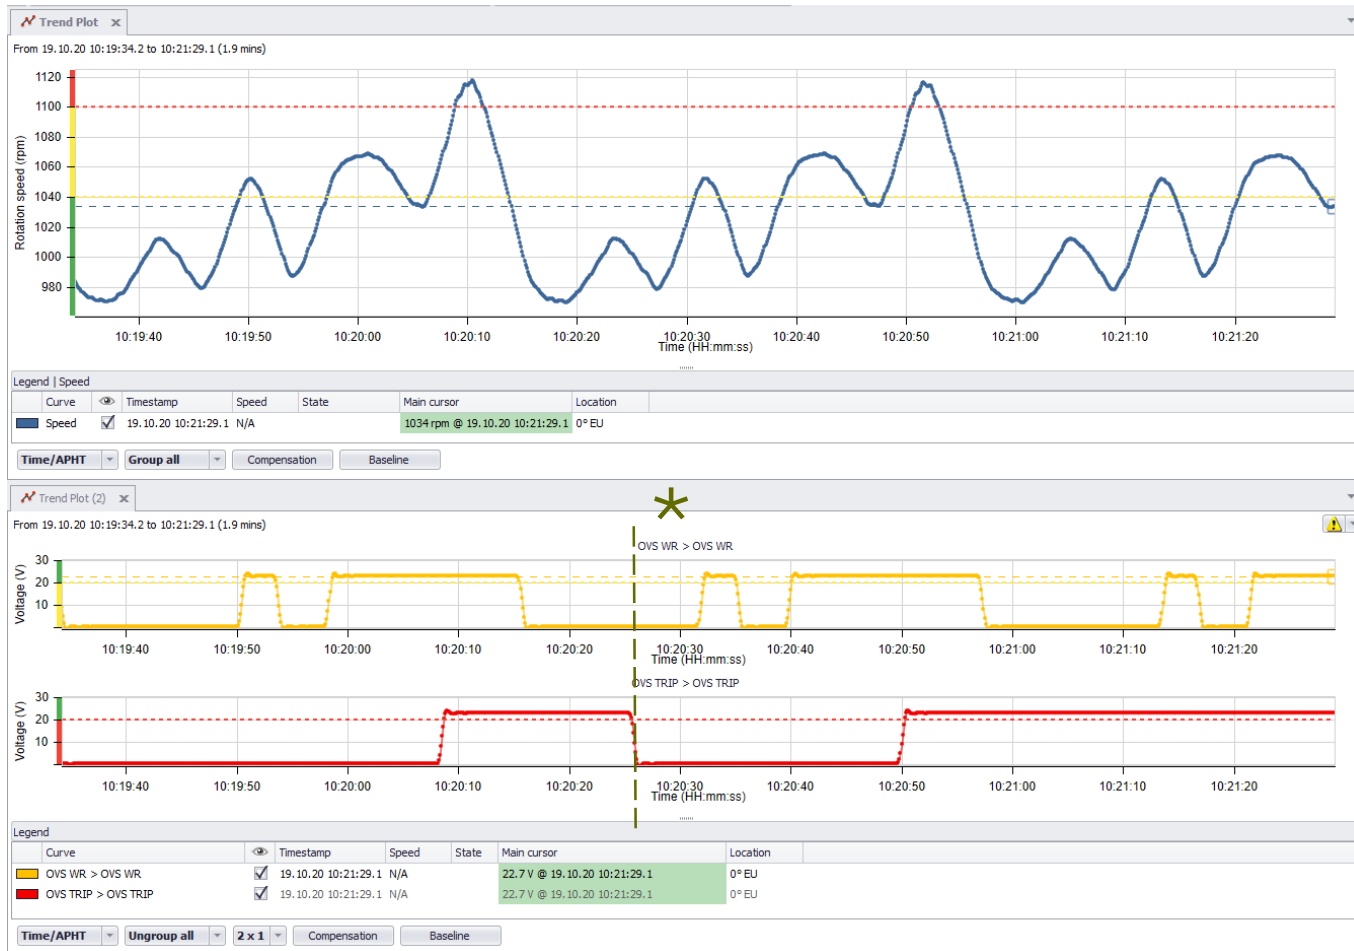 Trend Plot
From 19.10.20 10:19:34.2 to 10:21:29.1 (1.9 mins)
Rotation speed (rpm)
1120
1100
1080
1060
1040
1020
1000
980
10:19:40 10:19:50 10:20:00 10:20:10 10:20:20 10:20:30 10:20:40 10:20:50 10:21:00 10:21:10 10:21:20
Time (HH:mm:ss)
Legend | Speed
Curve Timestamp Speed State Main cursor Location
Speed 19.10.20 10:21:29.1 N/A 1034 rpm @ 19.10.20 10:21:29.1 0° EU
Time/APHT Group all Compensation Baseline
Trend Plot (2)
From 19.10.20 10:19:34.2 to 10:21:29.1 (1.9 mins)
*
OVS WR > OVS WR
Voltage (V)
30
20
10
10:19:40 10:19:50 10:20:00 10:20:10 10:20:20 10:20:30 10:20:40 10:20:50 10:21:00 10:21:10 10:21:20
Time (HH:mm:ss)
OVS TRIP > OVS TRIP
Voltage (V)
30
20
10
10:19:40 10:19:50 10:20:00 10:20:10 10:20:20 10:20:30 10:20:40 10:20:50 10:21:00 10:21:10 10:21:20
Time (HH:mm:ss)
Legend
Curve Timestamp Speed State Main cursor Location
OVS WR > OVS WR 19.10.20 10:21:29.1 N/A 22.7 V @ 19.10.20 10:21:29.1 0° EU
OVS TRIP > OVS TRIP 19.10.20 10:21:29.1 N/A 22.7 V @ 19.10.20 10:21:29.1 0° EU
Time/APHT Ungroup all 2 x 1 Compensation Baseline